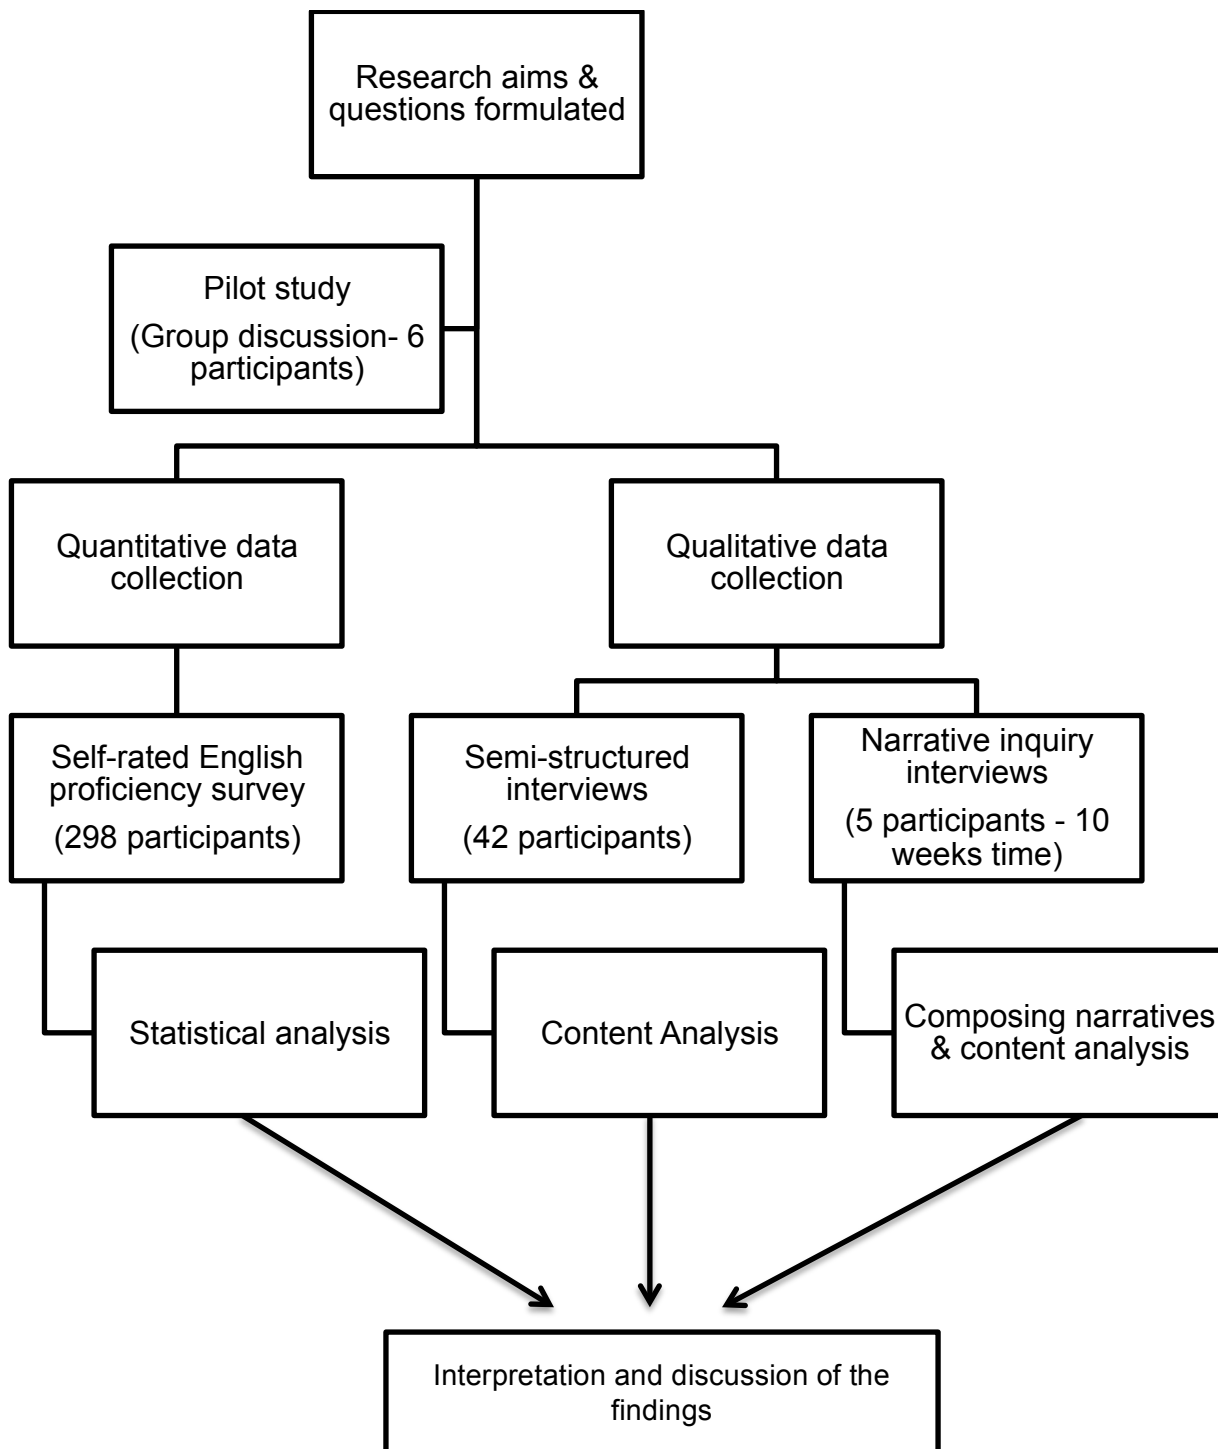 Research aims &
questions formulated
Pilot study
(Group discussion- 6
participants)
Quantitative data
collection
Qualitative data
collection
Self-rated English
proficiency survey
(298 participants)
Semi-structured
interviews
(42 participants)
Narrative inquiry
interviews
(5 participants - 10
weeks time)
Statistical analysis
Content Analysis
Composing narratives
& content analysis
Interpretation and discussion of the
findings